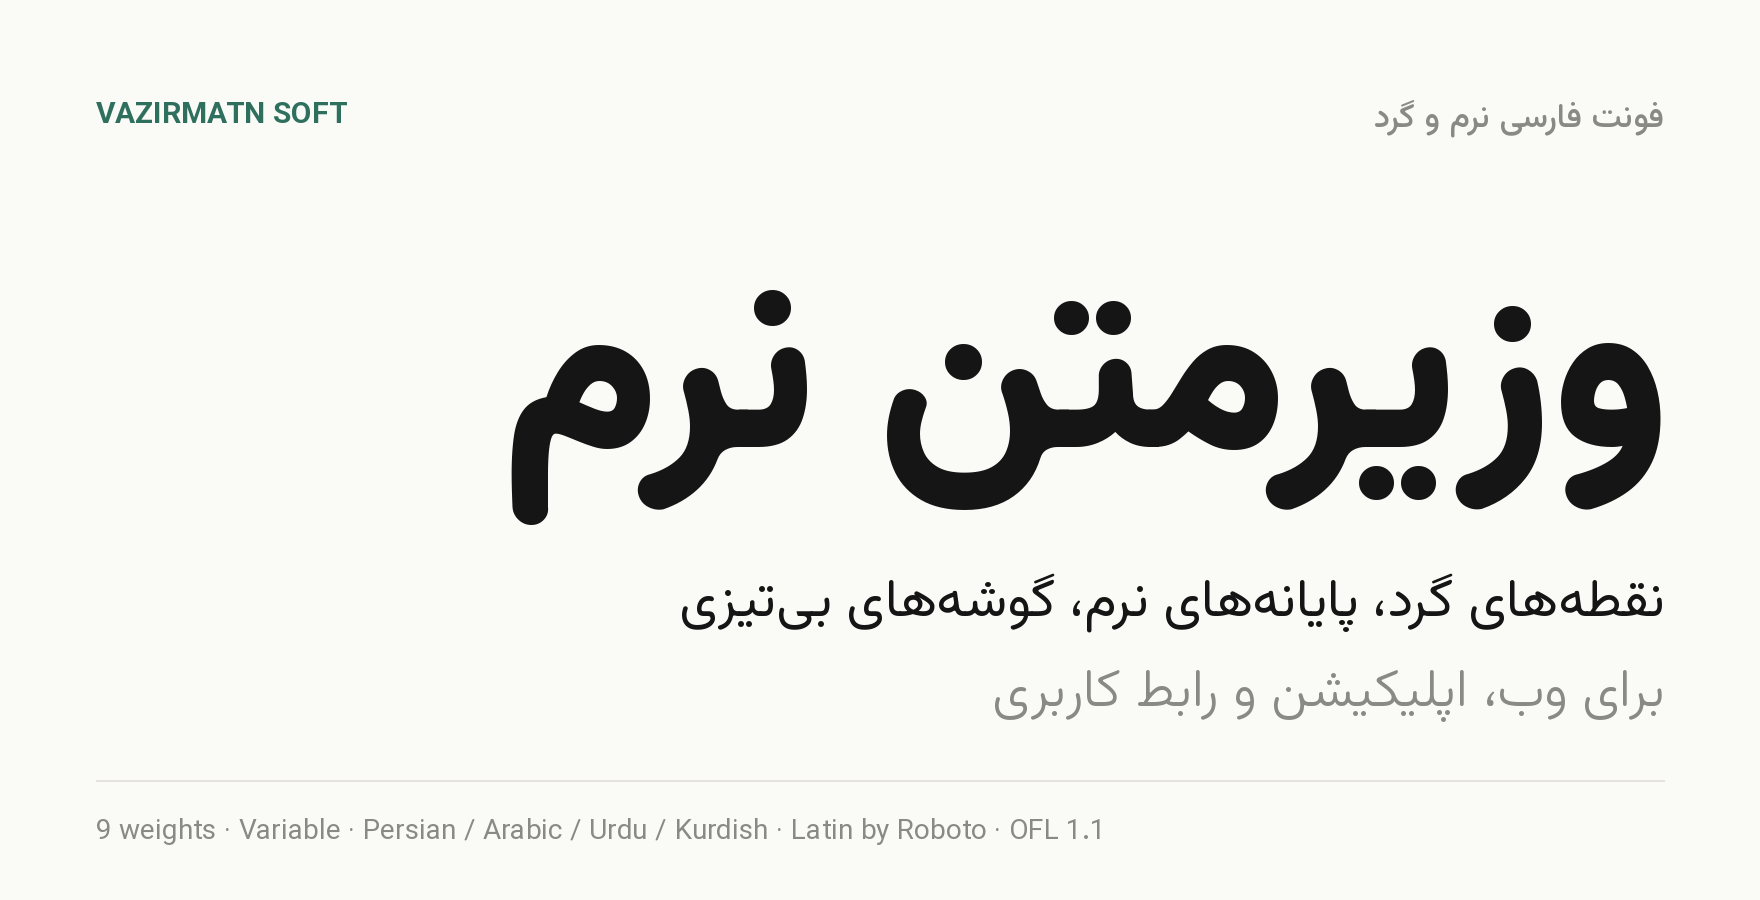 VAZIRMATN SOFT
فونت فارسی نرم و گرد
وزیرمتن نرم
نقطه‌های گرد، پایانه‌های نرم، گوشه‌های بی‌تیزی
برای وب، اپلیکیشن و رابط کاربری
9 weights · Variable · Persian / Arabic / Urdu / Kurdish · Latin by Roboto · OFL 1.1